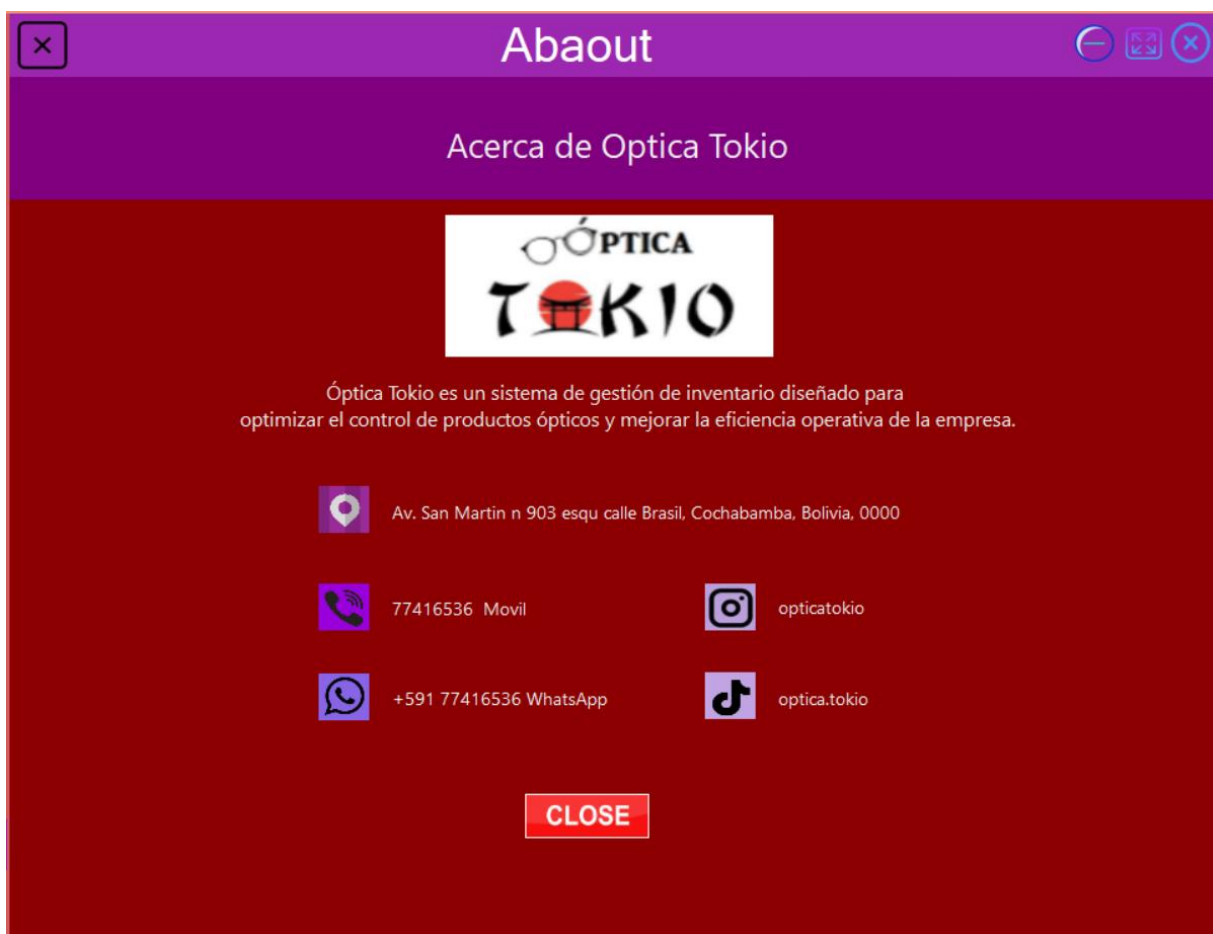 Abaout
Acerca de Optica Tokio
ÓPTICA
TOKIO
Óptica Tokio es un sistema de gestión de inventario diseñado para
optimizar el control de productos ópticos y mejorar la eficiencia operativa de la empresa.
Av. San Martin n 903 esqu calle Brasil, Cochabamba, Bolivia, 0000
77416536 Movil
opticatokio
+591 77416536 WhatsApp
optica.tokio
CLOSE